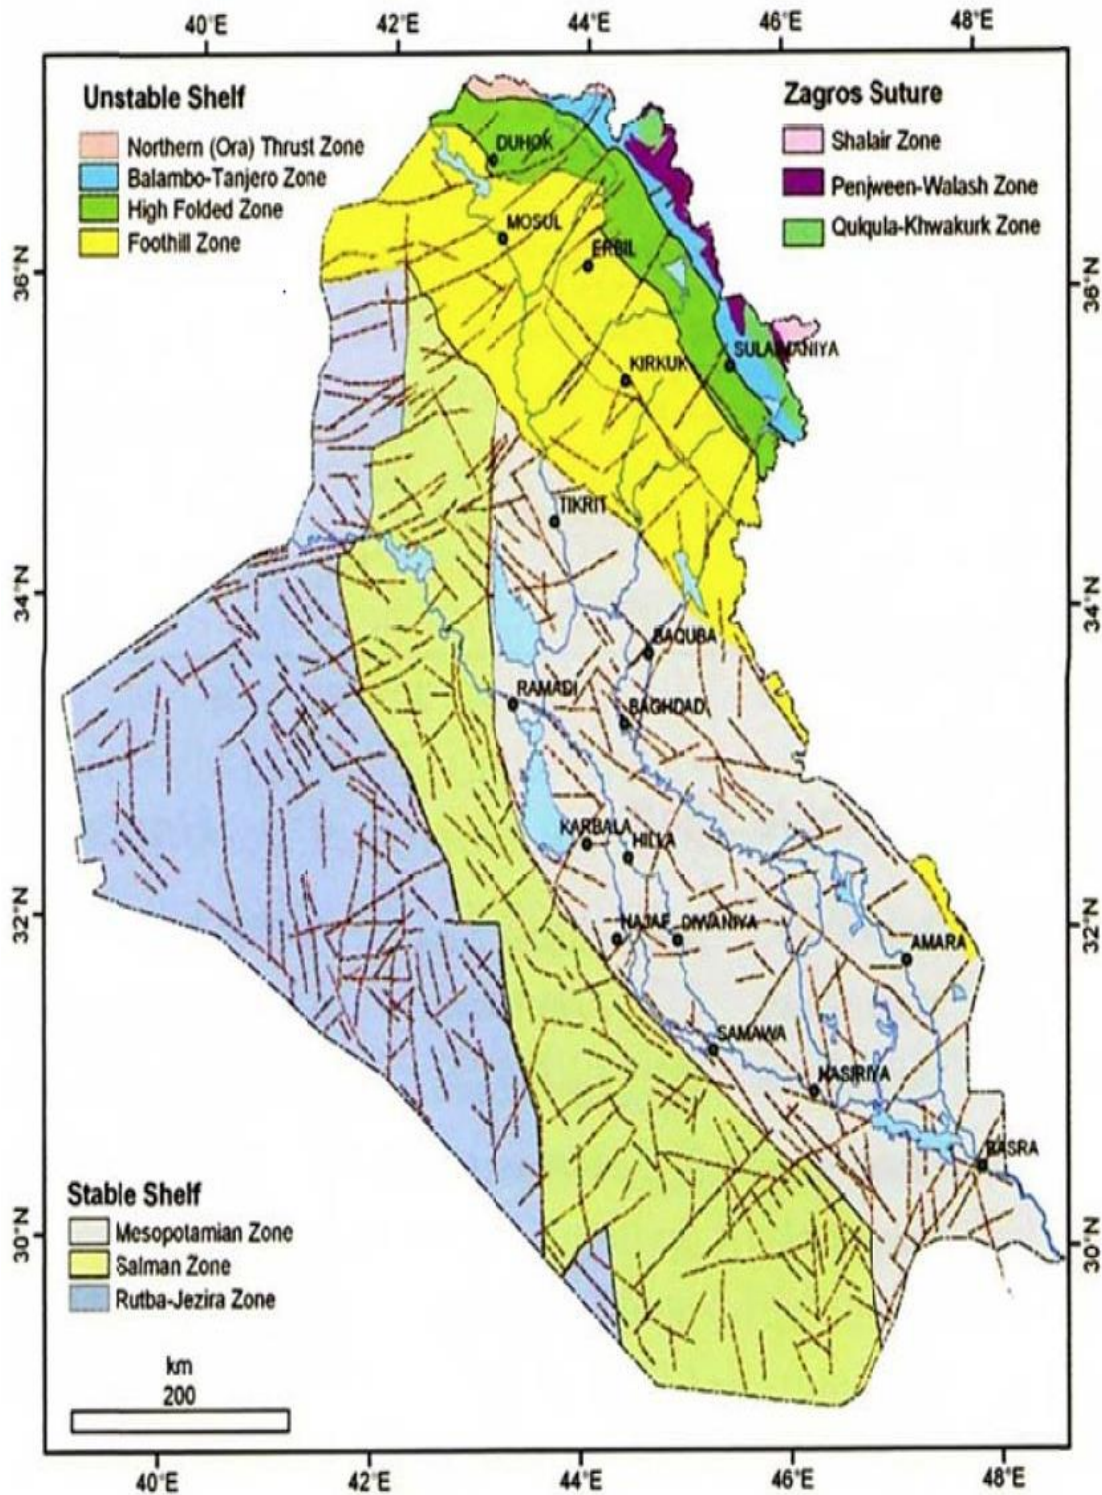 40°E 42°E 44°E 46°E 48°E
Unstable Shelf
Northern (Ora) Thrust Zone
Balambo-Tanjero Zone
High Folded Zone
Foothill Zone
Zagros Suture
Shalair Zone
Penjween-Walash Zone
Qulqula-Khwakurk Zone
DUHOK
MOSUL
ERBIL
36°N
36°N
SULAIMANIYA
KIRKUK
TIKRIT
34°N
34°N
BAQUBA
RAMADI
BAGHDAD
KARBALA
HILLA
32°N
32°N
NAJAF
DIWANIYA
AMARA
SAMAWA
NASIRIYA
BASRA
Stable Shelf
Mesopotamian Zone
Salman Zone
Rutba-Jezira Zone
30°N
30°N
km
200
40°E 42°E 44°E 46°E 48°E